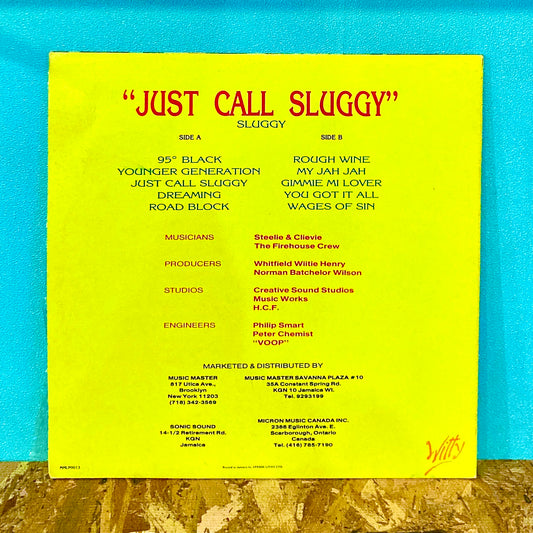 "JUST CALL SLUGGY"
SLUGGY
SIDE A
95° BLACK
YOUNGER GENERATION
JUST CALL SLUGGY
DREAMING
ROAD BLOCK
SIDE B
ROUGH WINE
MY JAH JAH
GIMMIE MI LOVER
YOU GOT IT ALL
WAGES OF SIN
MUSICIANS Steelie & Clievie
The Firehouse Crew
PRODUCERS Whitfield Witie Henry
Norman Batchelor Wilson
STUDIOS Creative Sound Studios
Music Works
H.C.F.
ENGINEERS Philip Smart
Peter Chemist
"VOOP"
MARKETED & DISTRIBUTED BY
MUSIC MASTER
817 Utica Ave.,
Brooklyn
New York 11203
(718) 342-3569
MUSIC MASTER SAVANNA PLAZA #10
35A Constant Spring Rd.
KGN 10 Jamaica WI.
Tel. 9293199
SONIC SOUND
14-1/2 Retirement Rd.
KGN
Jamaica
MICRON MUSIC CANADA INC.
2386 Eglinton Ave. E.
Scarborough, Ontario
Canada
Tel. (416) 785-7190
Witty